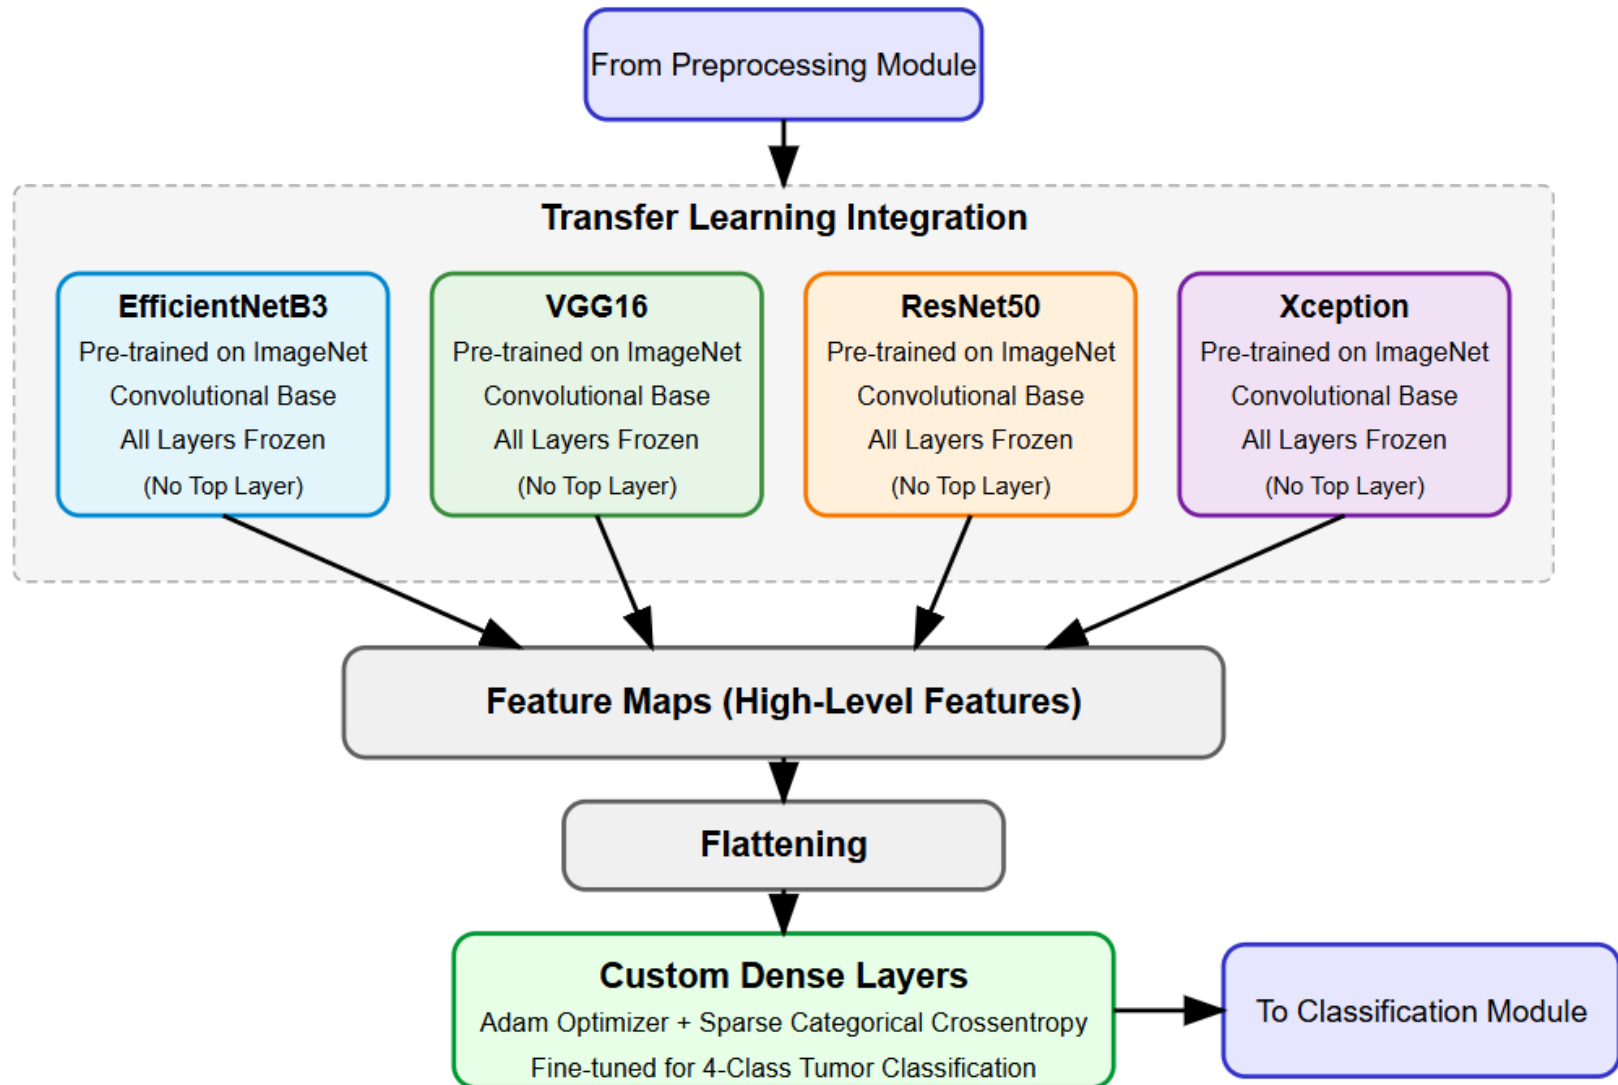 From Preprocessing Module
Transfer Learning Integration
EfficientNetB3
Pre-trained on ImageNet
Convolutional Base
All Layers Frozen
(No Top Layer)
VGG16
Pre-trained on ImageNet
Convolutional Base
All Layers Frozen
(No Top Layer)
ResNet50
Pre-trained on ImageNet
Convolutional Base
All Layers Frozen
(No Top Layer)
Xception
Pre-trained on ImageNet
Convolutional Base
All Layers Frozen
(No Top Layer)
Feature Maps (High-Level Features)
Flattening
Custom Dense Layers
Adam Optimizer + Sparse Categorical Crossentropy
Fine-tuned for 4-Class Tumor Classification
To Classification Module